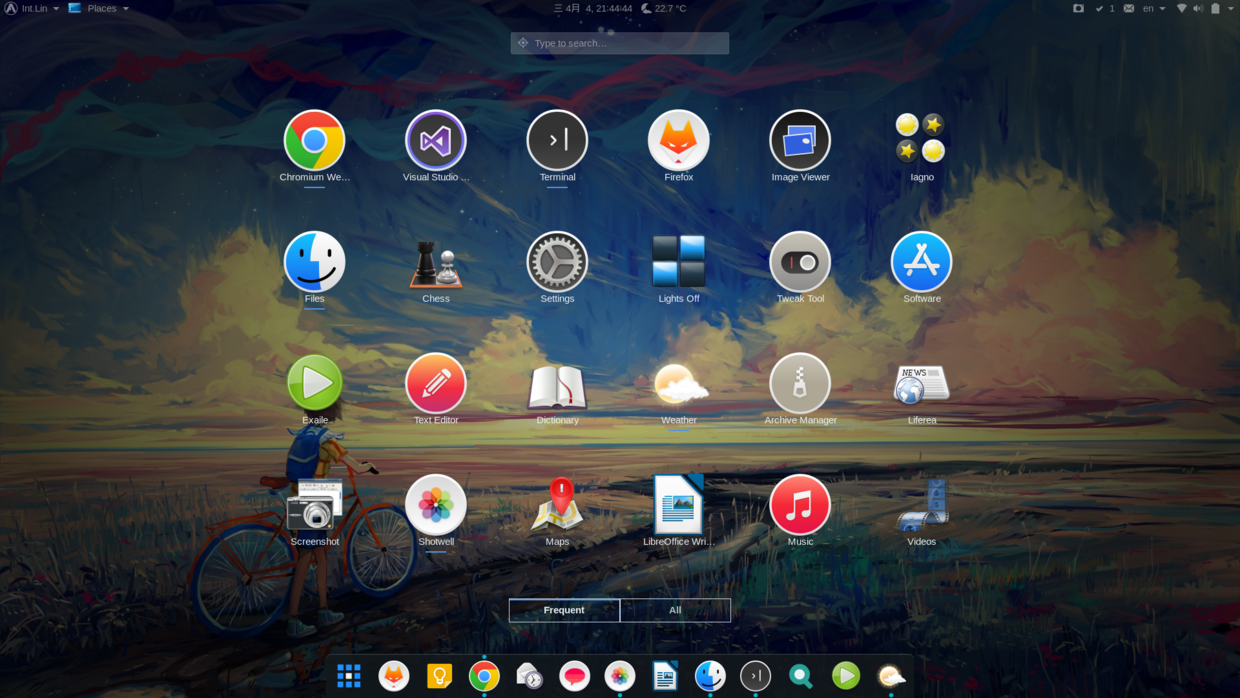 Int.Lin Places 三 4月 4, 21:44:44 22.7 °C 1 en
Type to search…
Chromium We… Visual Studio … Terminal Firefox Image Viewer Iagno
Files Chess Settings Lights Off Tweak Tool Software
NEWS
Exaile Text Editor Dictionary Weather Archive Manager Liferea
Screenshot Shotwell Maps LibreOffice Wri… Music Videos
Frequent All